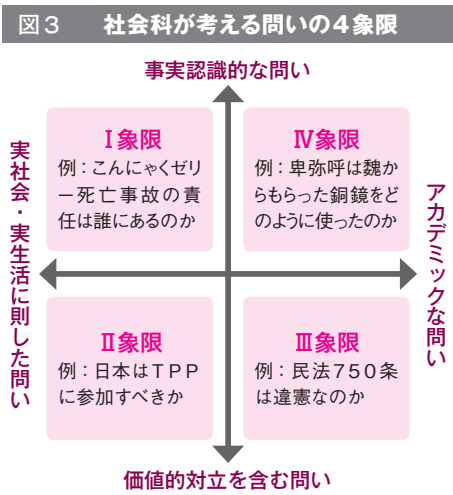 図3 社会科が考える問いの4象限
事実認識的な問い
実社会・実生活に則した問い
Ⅰ象限
例：こんにゃくゼリ
ー死亡事故の責
任は誰にあるのか
Ⅳ象限
例：卑弥呼は魏か
らもらった銅鏡をど
のように使ったのか
アカデミックな問い
Ⅱ象限
例：日本はTPP
に参加すべきか
Ⅲ象限
例：民法750条
は違憲なのか
価値的対立を含む問い